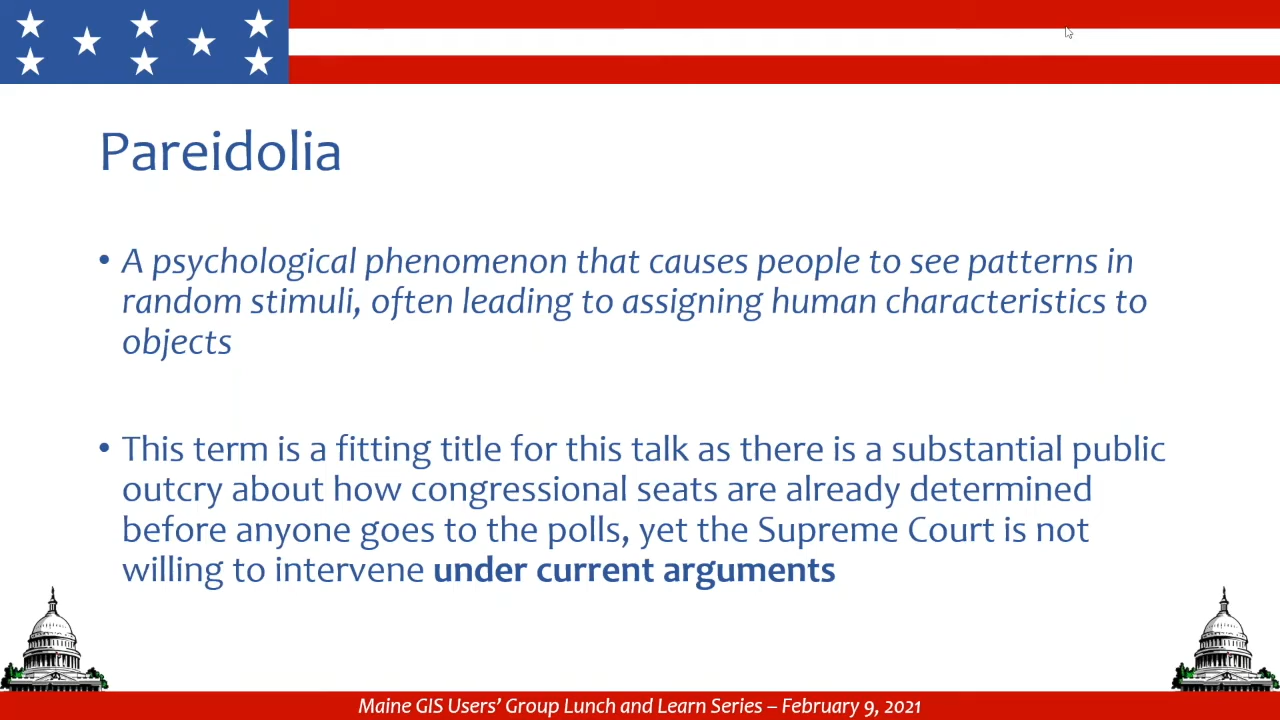 Pareidolia
• A psychological phenomenon that causes people to see patterns in
random stimuli, often leading to assigning human characteristics to
objects
• This term is a fitting title for this talk as there is a substantial public
outcry about how congressional seats are already determined
before anyone goes to the polls, yet the Supreme Court is not
willing to intervene under current arguments
Maine GIS Users’ Group Lunch and Learn Series – February 9, 2021